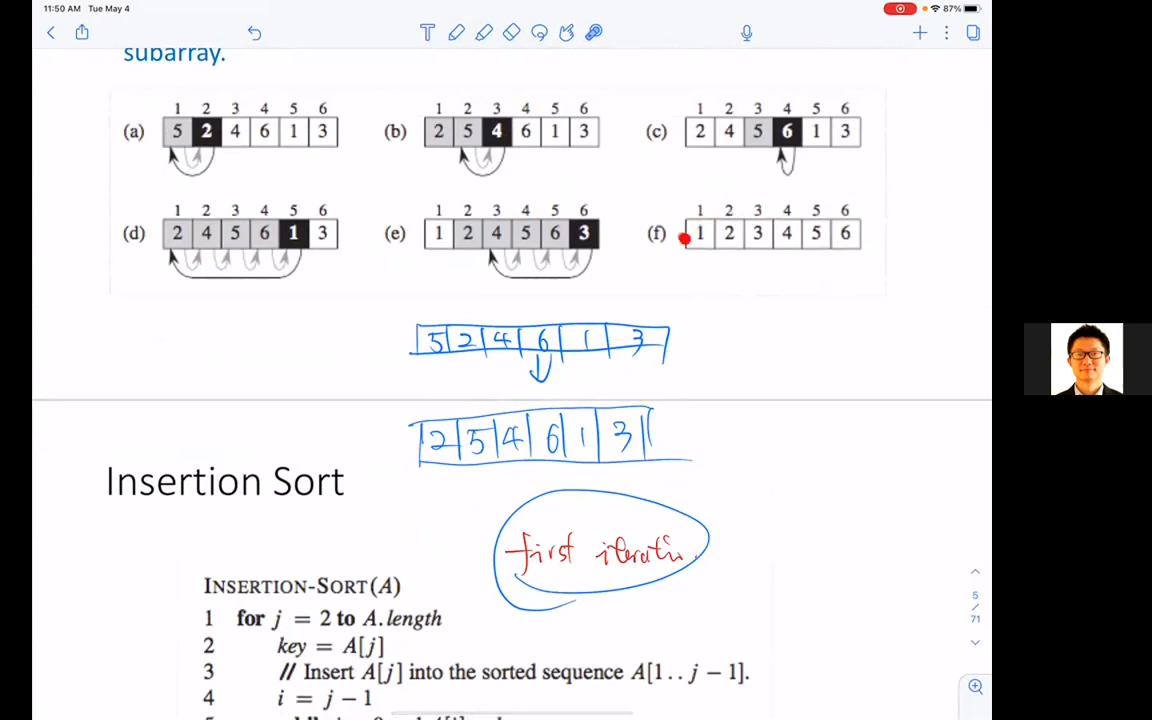 11:50 AM Tue May 4
87%
subarray.
1 2 3 4 5 6
(a) 5 2 4 6 1 3
1 2 3 4 5 6
(b) 2 5 4 6 1 3
1 2 3 4 5 6
(c) 2 4 5 6 1 3
1 2 3 4 5 6
(d) 2 4 5 6 1 3
1 2 3 4 5 6
(e) 1 2 4 5 6 3
1 2 3 4 5 6
(f) 1 2 3 4 5 6
5 2 4 6 1 3
2 5 4 6 1 3
Insertion Sort
first
INSERTION-SORT(A)
1 for j = 2 to A.length
2 key = A[j]
3 // Insert A[j] into the sorted sequence A[1 . . j − 1].
4 i = j − 1
5
/
71